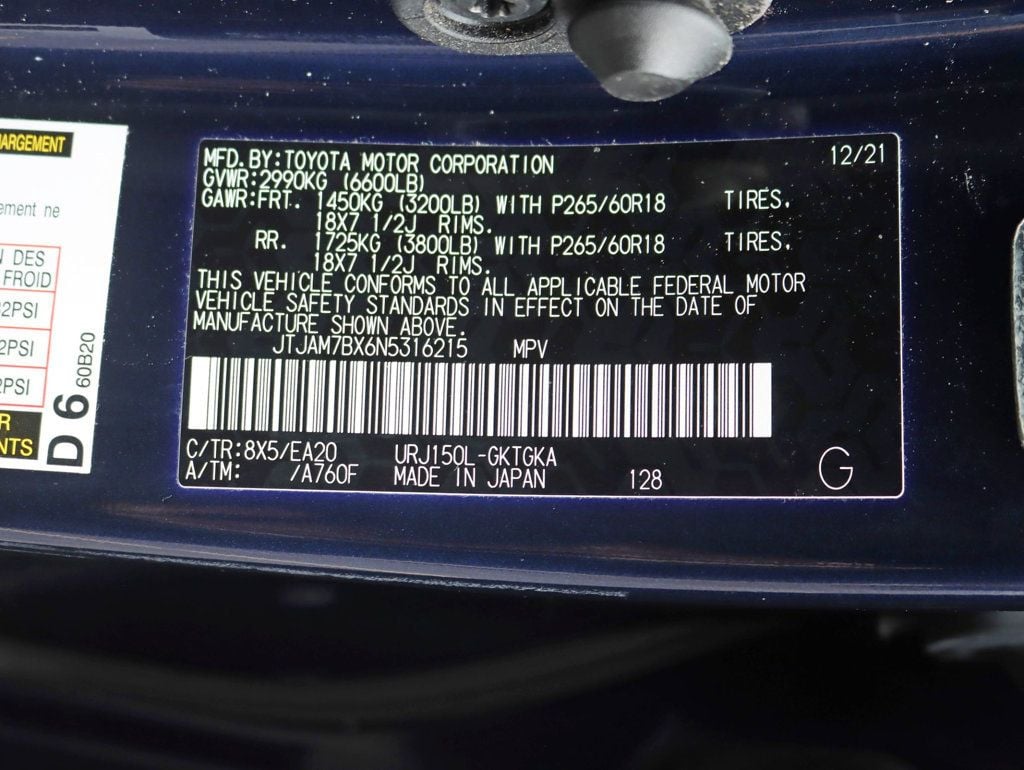 ARGEMENT
ement ne
N DES
FROID
2PSI
2PSI
2PSI
R
NTS
D 6
60B20
MFD. BY:TOYOTA MOTOR CORPORATION 12/21
GVWR:2990KG (6600LB)
GAWR:FRT. 1450KG (3200LB) WITH P265/60R18 TIRES.
18X7 1/2J RIMS.
RR. 1725KG (3800LB) WITH P265/60R18 TIRES.
18X7 1/2J RIMS.
THIS VEHICLE CONFORMS TO ALL APPLICABLE FEDERAL MOTOR
VEHICLE SAFETY STANDARDS IN EFFECT ON THE DATE OF
MANUFACTURE SHOWN ABOVE.
JTJAM7BX6N5316215 MPV
C/TR:8X5/EA20 URJ150L-GKTGKA
A/TM: /A760F MADE IN JAPAN 128 G